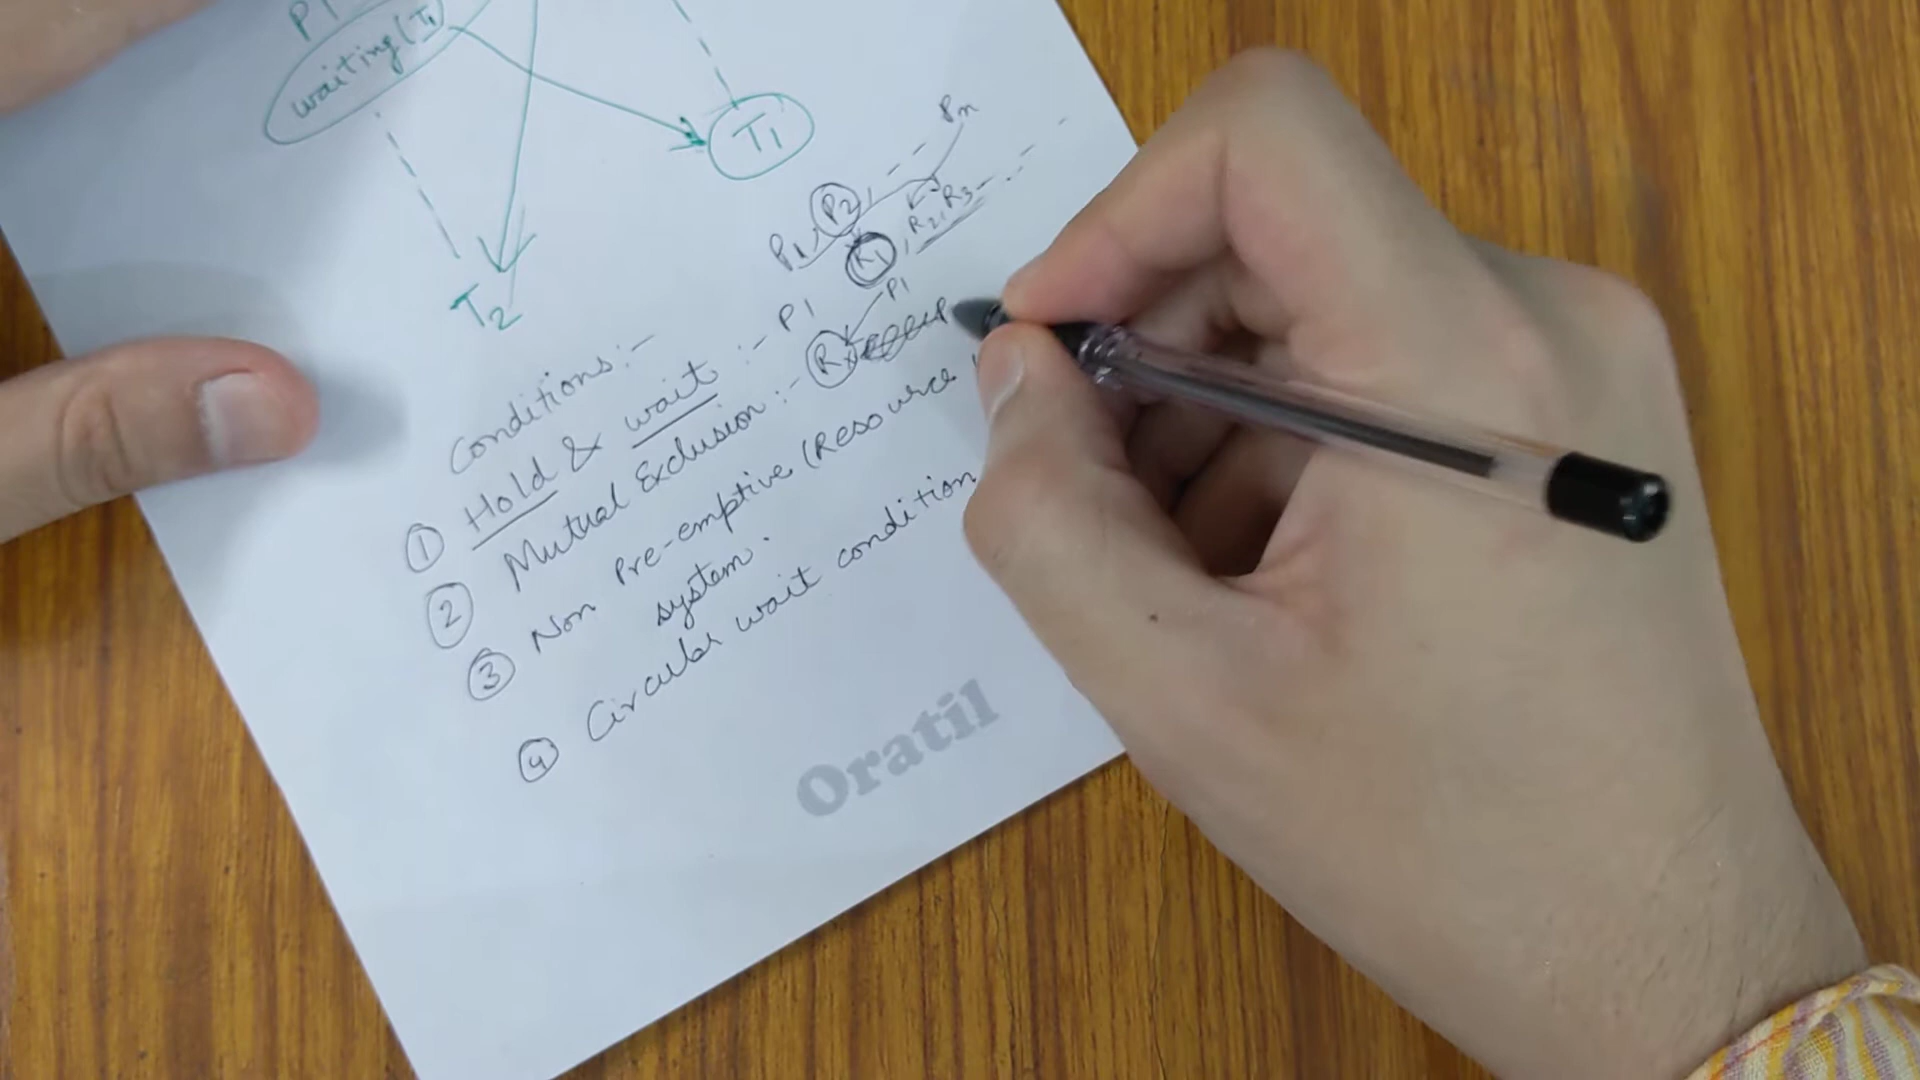 P1
waiting (T1)
T1
T2
Pn
P1, P2,
R1, R2, R3
P1
Conditions :-
① Hold & wait :- P1
② Mutual Exclusion :- R
③ Non Pre-emptive (Resource
system.
④ Circular wait condition
Oratil